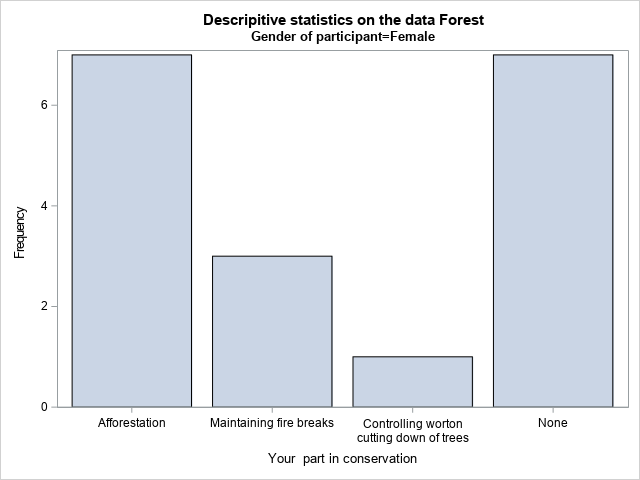 Descripitive statistics on the data Forest
Gender of participant=Female
Frequency
6
4
2
0
Afforestation
Maintaining fire breaks
Controlling worton
cutting down of trees
None
Your  part in conservation